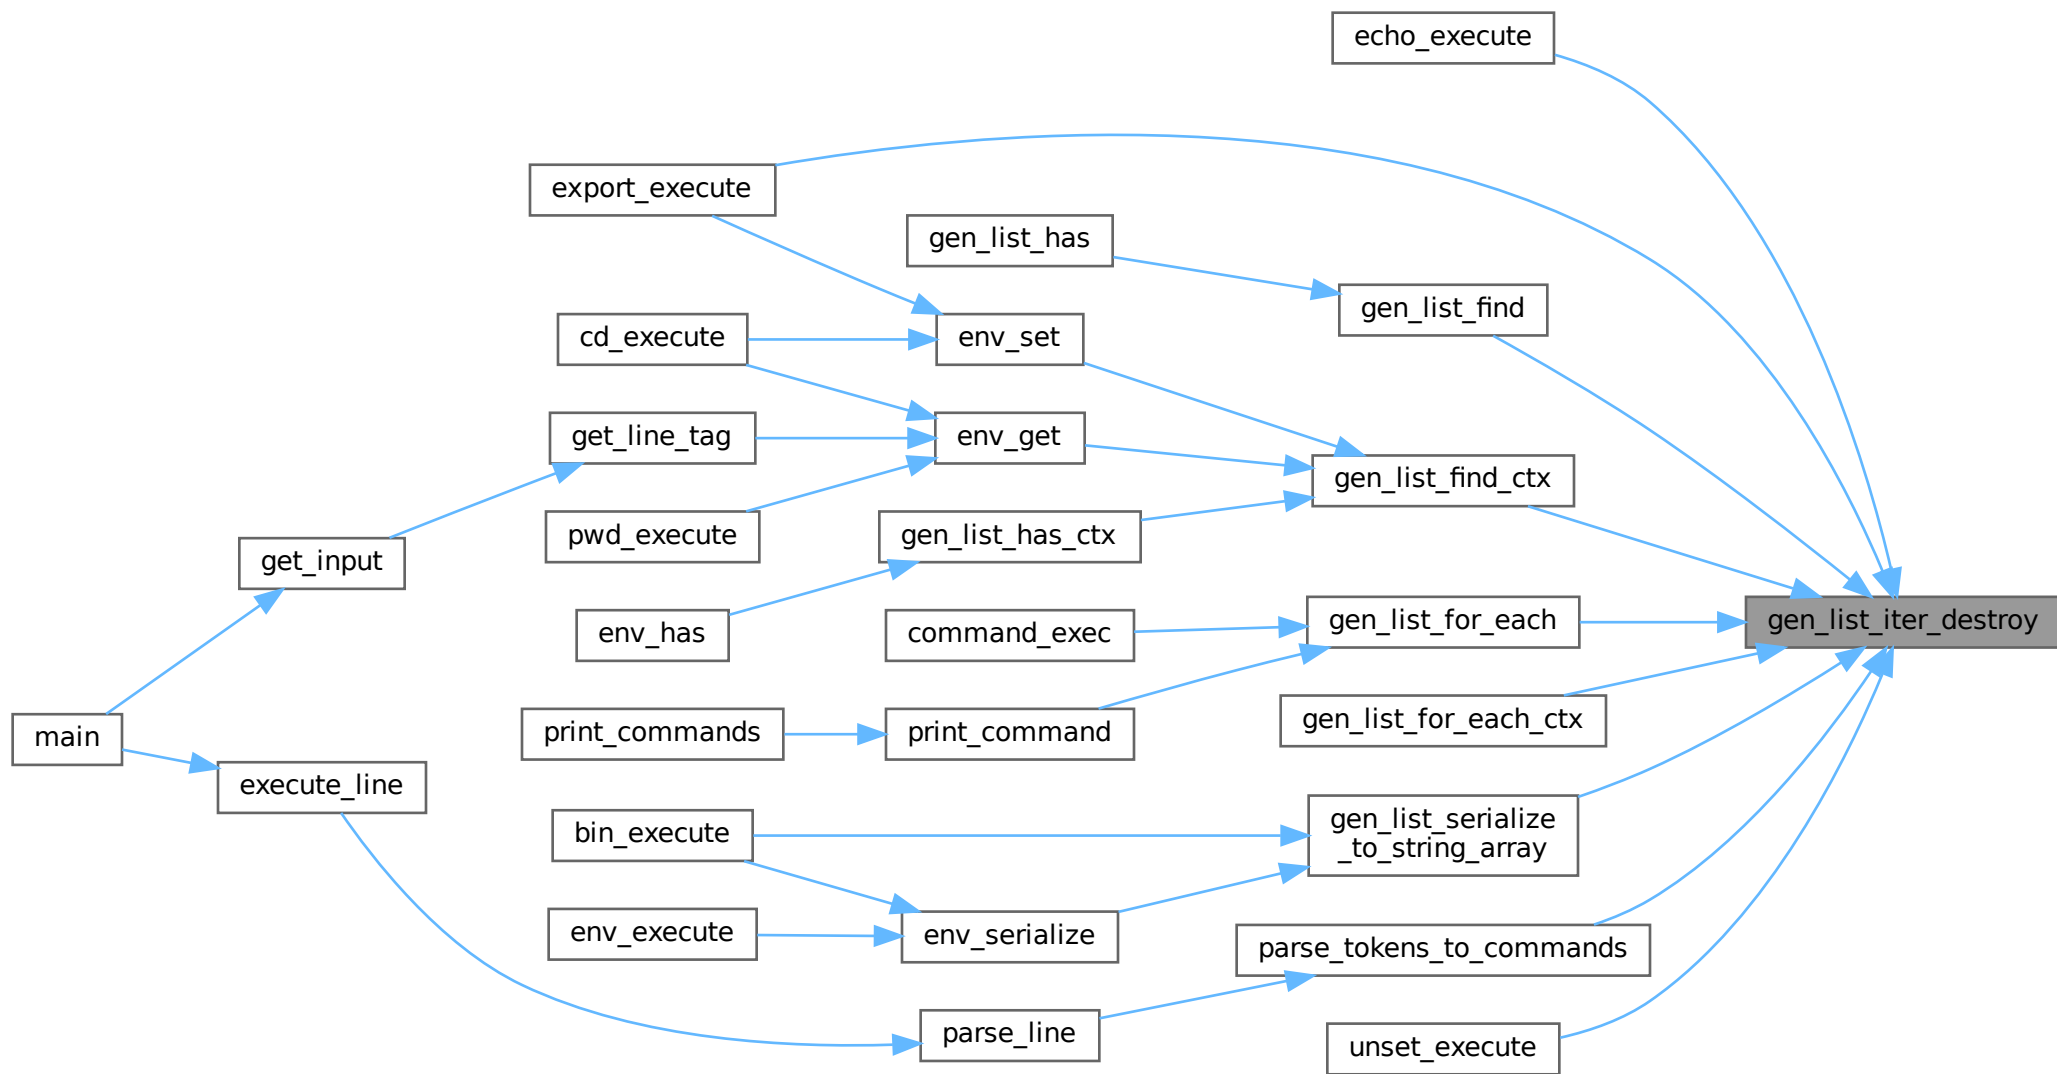 echo_execute
export_execute
gen_list_has
gen_list_find
cd_execute
env_set
get_line_tag
env_get
gen_list_find_ctx
pwd_execute
gen_list_has_ctx
get_input
env_has
command_exec
gen_list_for_each
gen_list_iter_destroy
main
print_commands
print_command
gen_list_for_each_ctx
execute_line
bin_execute
gen_list_serialize
_to_string_array
env_execute
env_serialize
parse_tokens_to_commands
parse_line
unset_execute